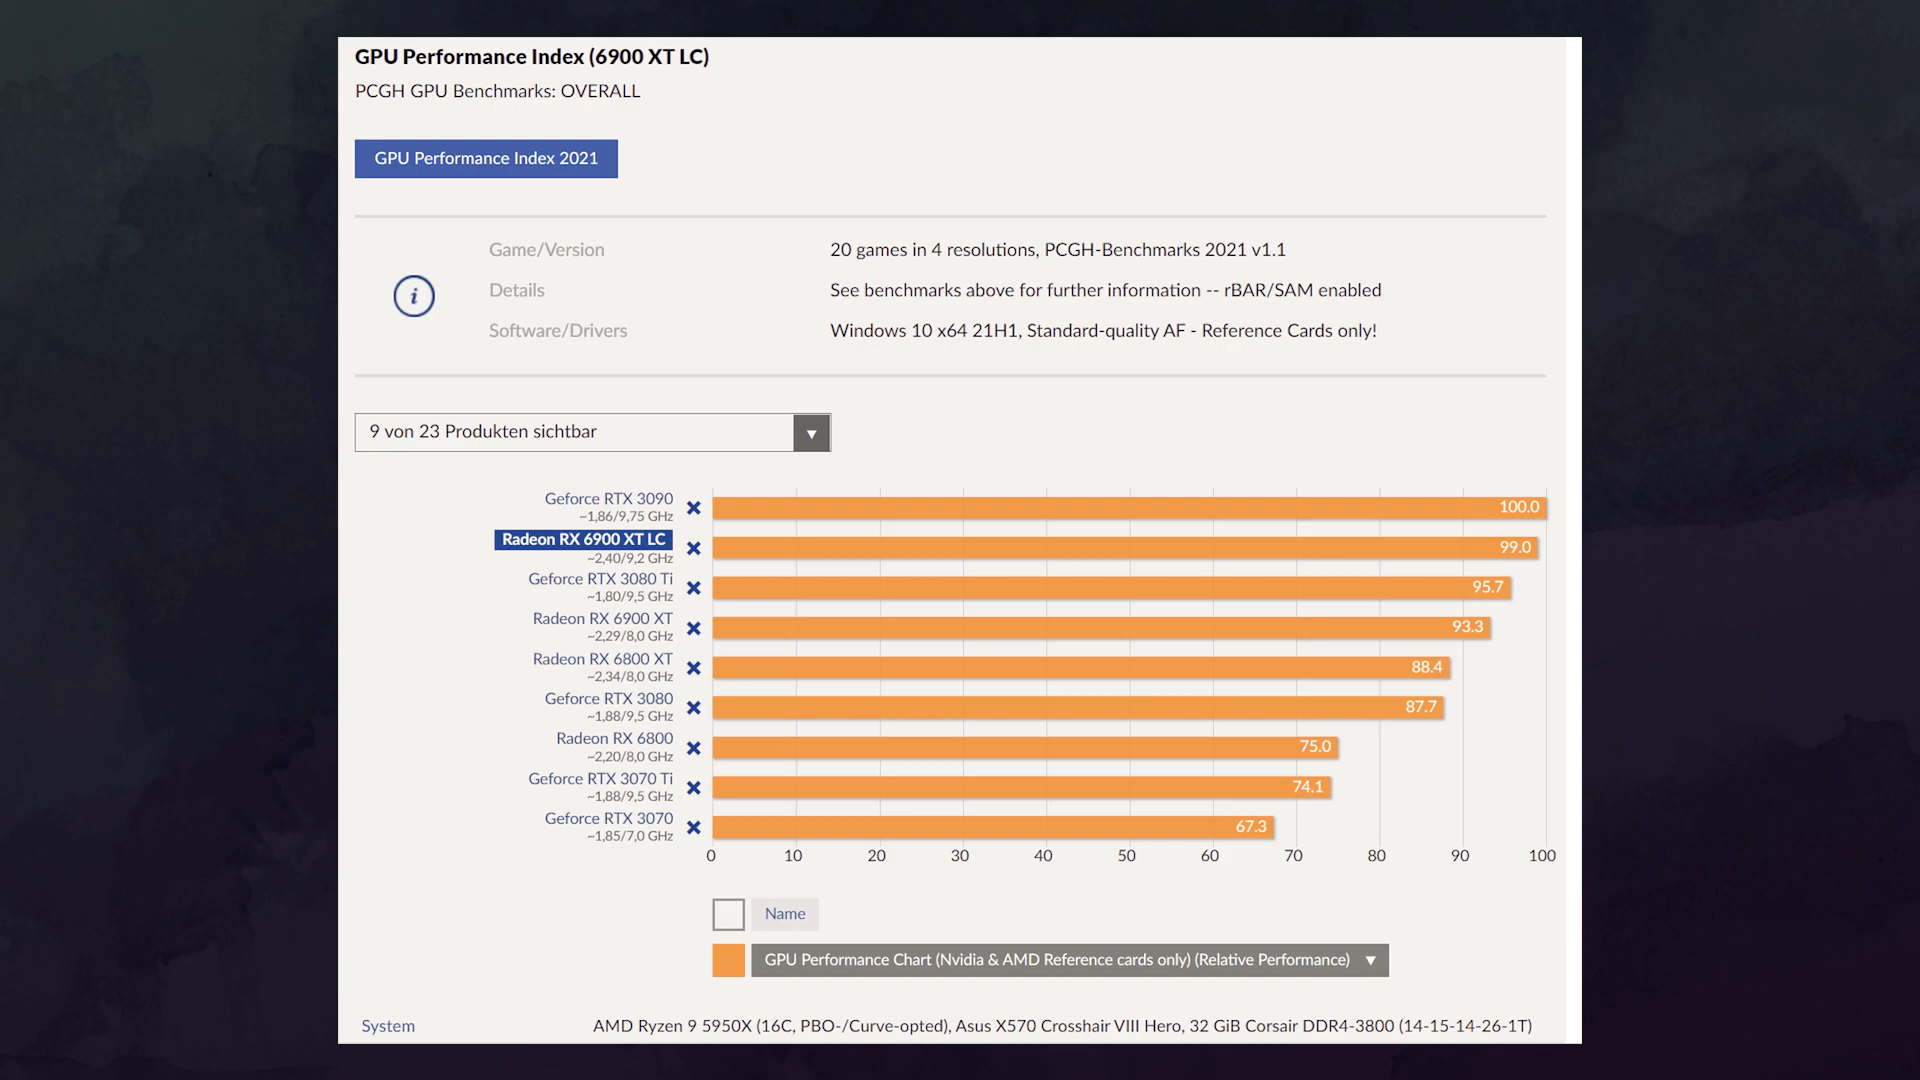 GPU Performance Index (6900 XT LC)
PCGH GPU Benchmarks: OVERALL
GPU Performance Index 2021
Game/Version 20 games in 4 resolutions, PCGH-Benchmarks 2021 v1.1
i
Details See benchmarks above for further information -- rBAR/SAM enabled
Software/Drivers Windows 10 x64 21H1, Standard-quality AF - Reference Cards only!
9 von 23 Produkten sichtbar
Geforce RTX 3090 100.0
~1,86/9,75 GHz
Radeon RX 6900 XT LC 99.0
~2,40/9,2 GHz
Geforce RTX 3080 Ti 95.7
~1,80/9,5 GHz
Radeon RX 6900 XT 93.3
~2,29/8,0 GHz
Radeon RX 6800 XT 88.4
~2,34/8,0 GHz
Geforce RTX 3080 87.7
~1,88/9,5 GHz
Radeon RX 6800 75.0
~2,20/8,0 GHz
Geforce RTX 3070 Ti 74.1
~1,88/9,5 GHz
Geforce RTX 3070 67.3
~1,85/7,0 GHz
0 10 20 30 40 50 60 70 80 90 100
Name
GPU Performance Chart (Nvidia & AMD Reference cards only) (Relative Performance)
System AMD Ryzen 9 5950X (16C, PBO-/Curve-opted), Asus X570 Crosshair VIII Hero, 32 GiB Corsair DDR4-3800 (14-15-14-26-1T)